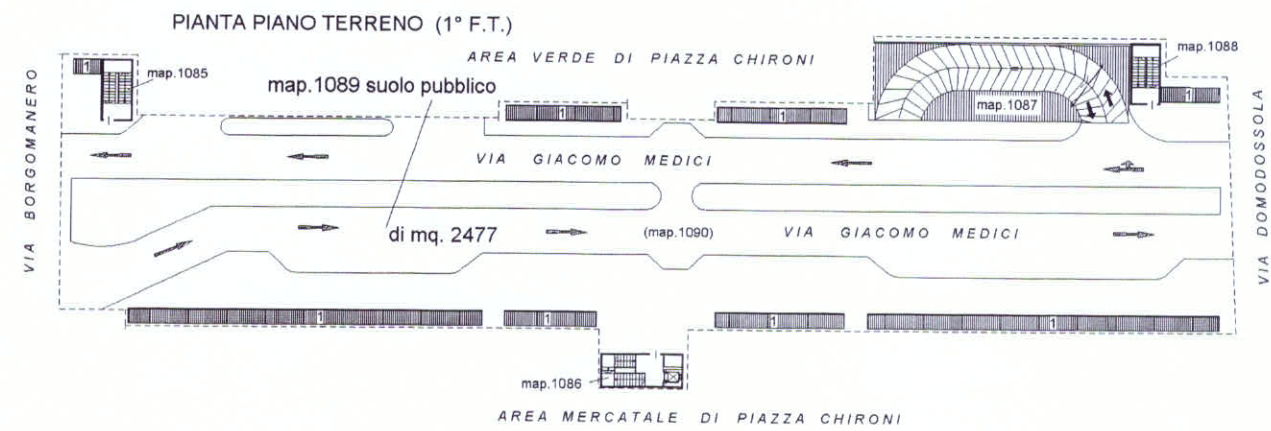 PIANTA PIANO TERRENO (1° F.T.)
AREA VERDE DI PIAZZA CHIRONI
1
map.1085
map.1088
map.1089 suolo pubblico
1
1
map.1087
1
VIA BORGOMANERO
VIA GIACOMO MEDICI
VIA DOMODOSSOLA
di mq. 2477
(map.1090)
VIA GIACOMO MEDICI
1
1
1
1
map.1086
AREA MERCATALE DI PIAZZA CHIRONI